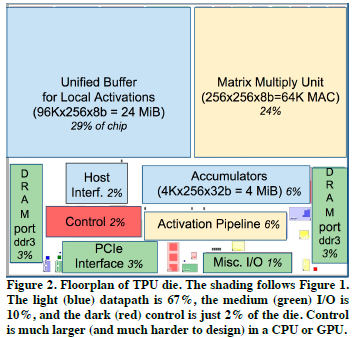 Unified Buffer
for Local Activations
(96Kx256x8b = 24 MiB)
29% of chip
Matrix Multiply Unit
(256x256x8b=64K MAC)
24%
D
R
A
M
port
ddr3
3%
Host
Interf. 2%
Accumulators
(4Kx256x32b = 4 MiB) 6%
D
R
A
M
port
ddr3
3%
Control 2%
Activation Pipeline 6%
PCIe
Interface 3%
Misc. I/O 1%
Figure 2. Floorplan of TPU die. The shading follows Figure 1.
The light (blue) datapath is 67%, the medium (green) I/O is
10%, and the dark (red) control is just 2% of the die. Control
is much larger (and much harder to design) in a CPU or GPU.